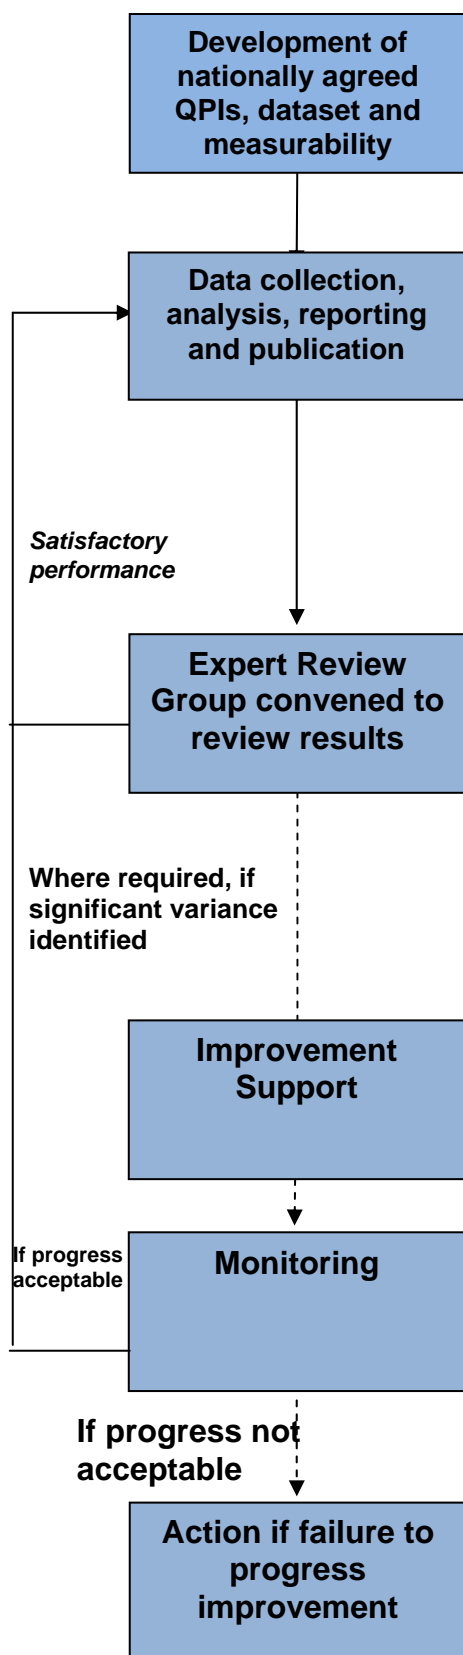 Development of
nationally agreed
QPIs, dataset and
measurability
Data collection,
analysis, reporting
and publication
Satisfactory
performance
Expert Review
Group convened to
review results
Where required, if
significant variance
identified
Improvement
Support
If progress
acceptable
Monitoring
If progress not
acceptable
Action if failure to
progress
improvement